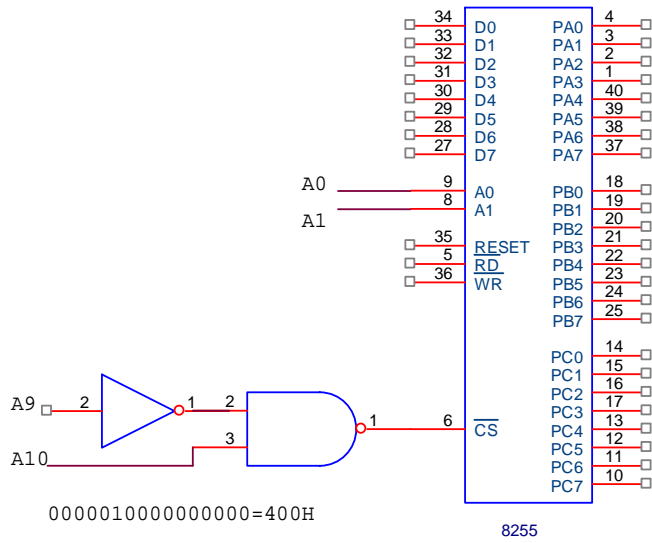 34 D0 PA0 4
33 D1 PA1 3
32 D2 PA2 2
31 D3 PA3 1
30 D4 PA4 40
29 D5 PA5 39
28 D6 PA6 38
27 D7 PA7 37
A0 9 A0 PB0 18
A1 8 A1 PB1 19
PB2 20
35 RESET PB3 21
5 RD PB4 22
36 WR PB5 23
PB6 24
PB7 25
PC0 14
PC1 15
PC2 16
PC3 17
A9 2 1 2 1 6 CS PC4 13
3 PC5 12
A10 PC6 11
PC7 10
0000010000000000=400H
8255